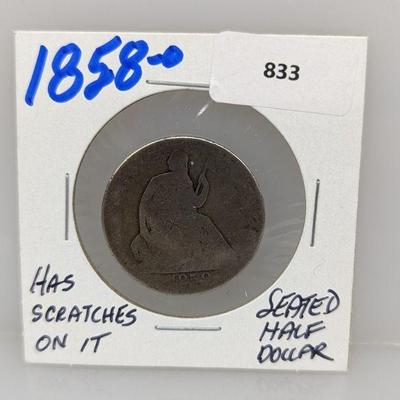 1858-O
833
HAS
SCRATCHES
ON IT
SEATED
HALF
DOLLAR